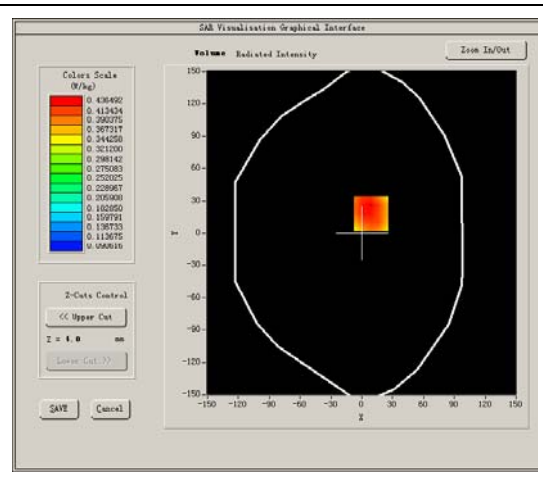 SAR Visualisation Graphical Interface
Volume Radiated Intensity
Zoom In/Out
Colors Scale
(W/kg)
0.436492
0.413434
0.390375
0.367317
0.344258
0.321200
0.298142
0.275083
0.252025
0.228967
0.205908
0.182850
0.159791
0.136733
0.113675
0.090616
150
90
60
30
Y
0
-30
-60
-90
-120
-150
-150 -120 -90 -60 -30 0 30 60 90 120 150
X
Z-Cuts Control
<< Upper Cut
Z = 4.0 mm
Lower Cut >>
SAVE
Cancel